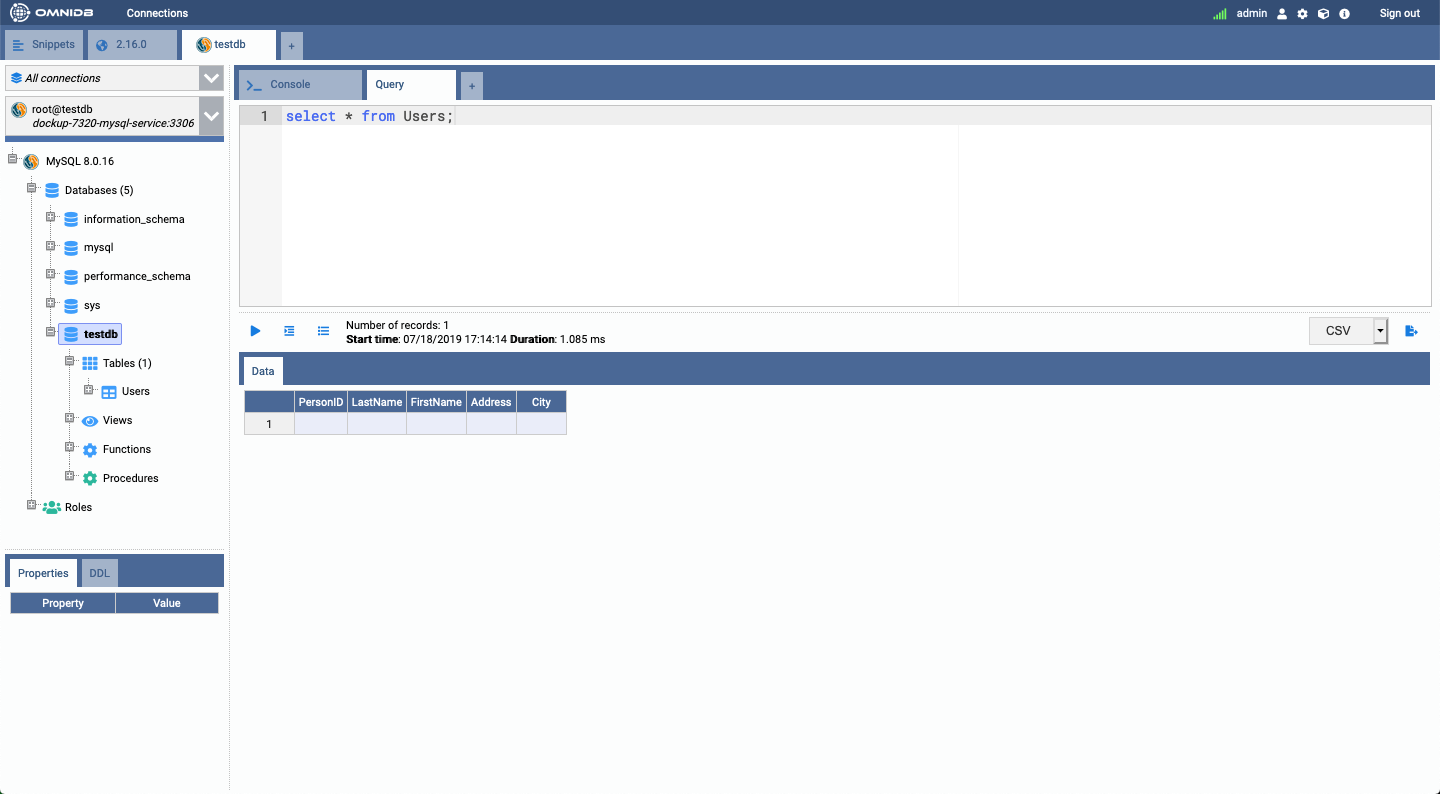 OMNIDB Connections admin Sign out
Snippets 2.16.0 testdb +
All connections
root@testdb
dockup-7320-mysql-service:3306
MySQL 8.0.16
Databases (5)
information_schema
mysql
performance_schema
sys
testdb
Tables (1)
Users
Views
Functions
Procedures
Roles
Properties DDL
Property Value
Console Query +
1 select * from Users;
Number of records: 1
Start time: 07/18/2019 17:14:14 Duration: 1.085 ms
CSV
Data
PersonID LastName FirstName Address City
1